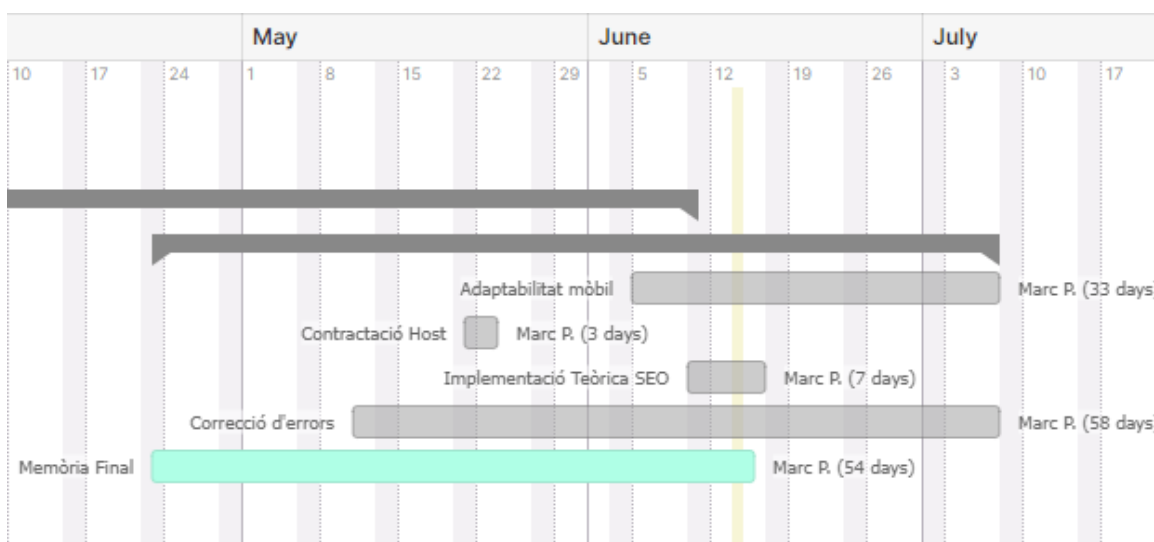 May June July
10 17 24 1 8 15 22 29 5 12 19 26 3 10 17
Adaptabilitat mòbil Marc P. (33 days)
Contractació Host Marc P. (3 days)
Implementació Teòrica SEO Marc P. (7 days)
Correcció d'errors Marc P. (58 days)
Memòria Final Marc P. (54 days)